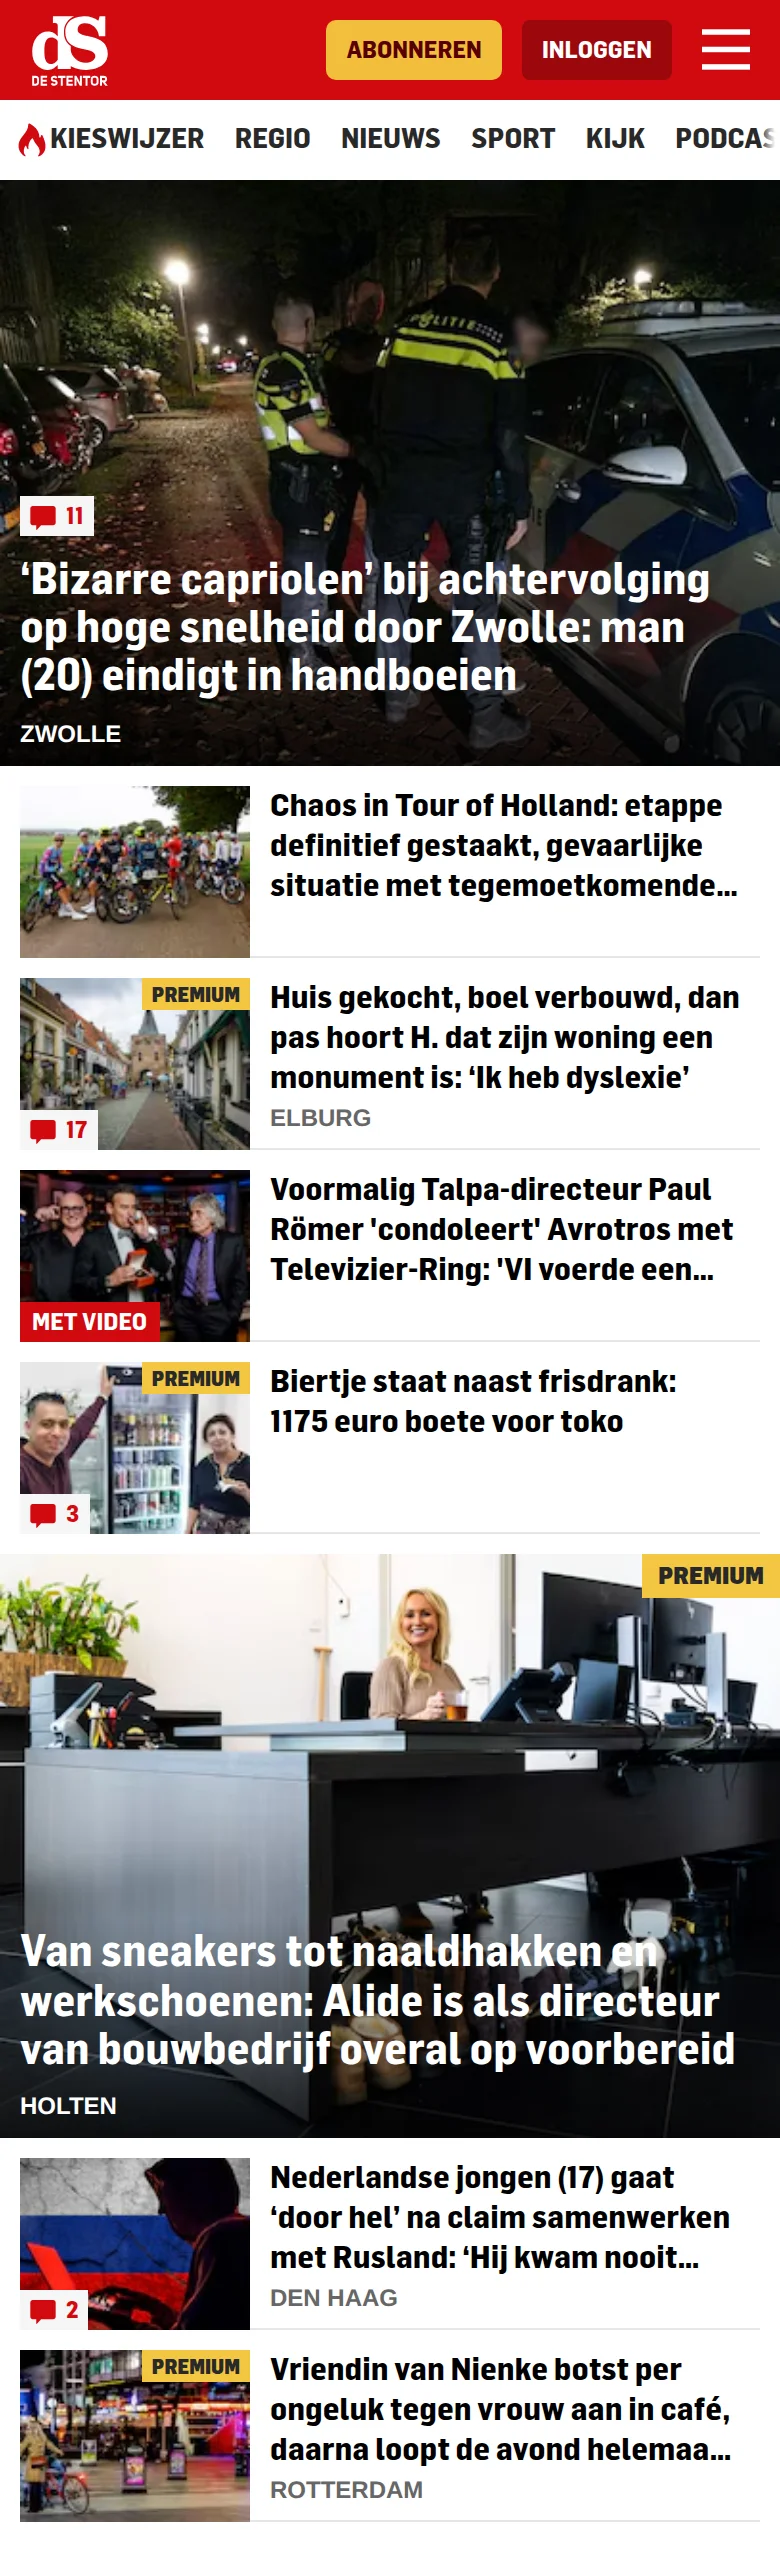 dS
DE STENTOR
ABONNEREN
INLOGGEN
KIESWIJZER REGIO NIEUWS SPORT KIJK PODCAS
POLITIE
11
‘Bizarre capriolen’ bij achtervolging
op hoge snelheid door Zwolle: man
(20) eindigt in handboeien
ZWOLLE
Chaos in Tour of Holland: etappe
definitief gestaakt, gevaarlijke
situatie met tegemoetkomende...
PREMIUM
17
Huis gekocht, boel verbouwd, dan
pas hoort H. dat zijn woning een
monument is: ‘Ik heb dyslexie’
ELBURG
MET VIDEO
Voormalig Talpa-directeur Paul
Römer 'condoleert' Avrotros met
Televizier-Ring: 'VI voerde een...
PREMIUM
3
Biertje staat naast frisdrank:
1175 euro boete voor toko
PREMIUM
Van sneakers tot naaldhakken en
werkschoenen: Alide is als directeur
van bouwbedrijf overal op voorbereid
HOLTEN
2
Nederlandse jongen (17) gaat
‘door hel’ na claim samenwerken
met Rusland: ‘Hij kwam nooit...
DEN HAAG
PREMIUM
Vriendin van Nienke botst per
ongeluk tegen vrouw aan in café,
daarna loopt de avond helemaa...
ROTTERDAM